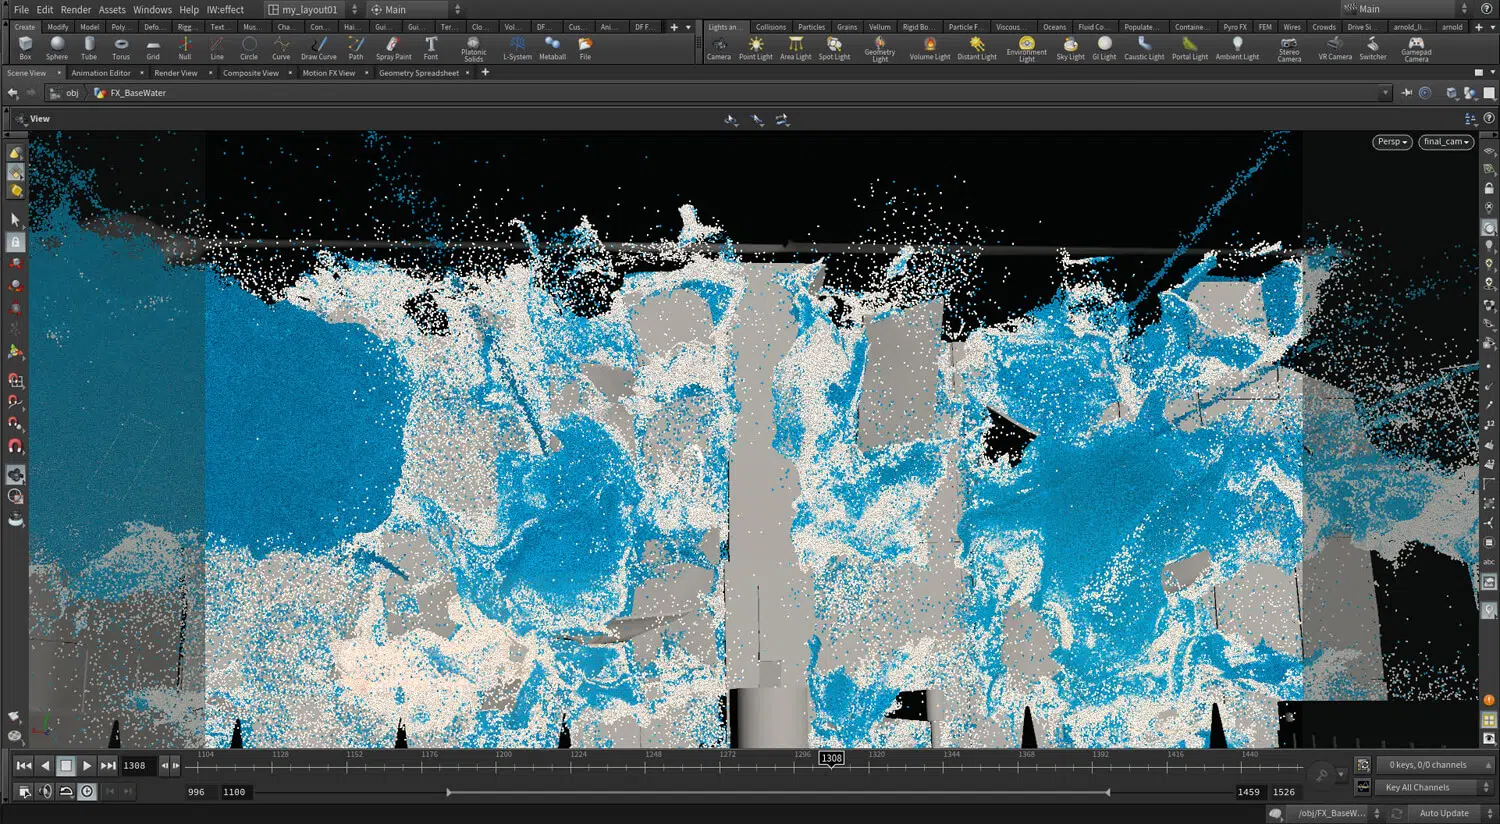 File Edit Render Assets Windows Help IW:effect my_layout01 Main Main
Create Modify Model Poly... Defo... Rigg... Text... Mus... Cha... Con... Hai... Gui... Gui... Ter... Clo... Vol... DF ... Cus... Ani... DF F... Lights an... Collisions Particles Grains Vellum Rigid Bo... Particle F... Viscous... Oceans Fluid Co... Populate... Containe... Pyro FX FEM Wires Crowds Drive Si... arnold_li... arnold
Box Sphere Tube Torus Grid Null Line Circle Curve Draw Curve Path Spray Paint Font Platonic Solids L-System Metaball File Camera Point Light Area Light Spot Light Geometry Light Volume Light Distant Light Environment Light Sky Light GI Light Caustic Light Portal Light Ambient Light Stereo Camera VR Camera Switcher Gamepad Camera
Scene View Animation Editor Render View Composite View Motion FX View Geometry Spreadsheet
obj FX_BaseWater
View
Persp final_cam
abc
1308 1104 1128 1152 1176 1200 1224 1248 1272 1296 1308 1320 1344 1368 1392 1416 1440 0 keys, 0/0 channels
996 1100 1459 1526 Key All Channels
/obj/FX_BaseW... Auto Update